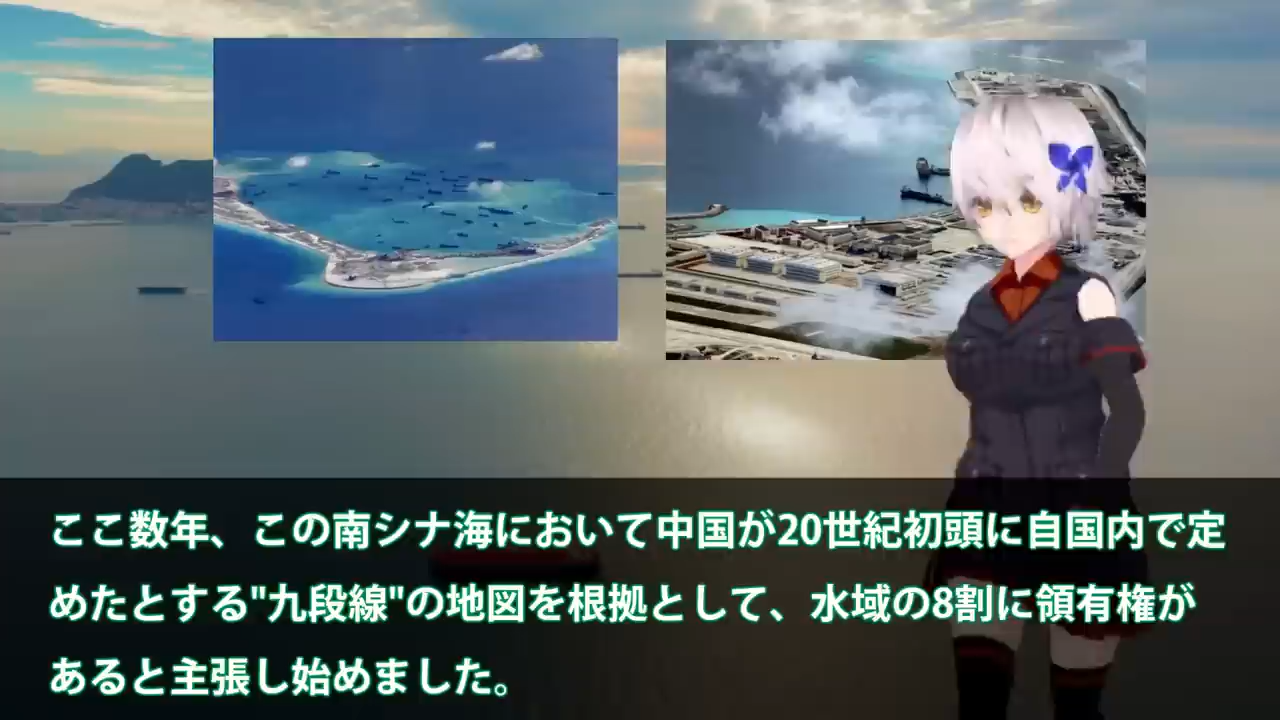 ここ数年、この南シナ海において中国が20世紀初頭に自国内で定
めたとする"九段線"の地図を根拠として、水域の8割に領有権が
あると主張し始めました。